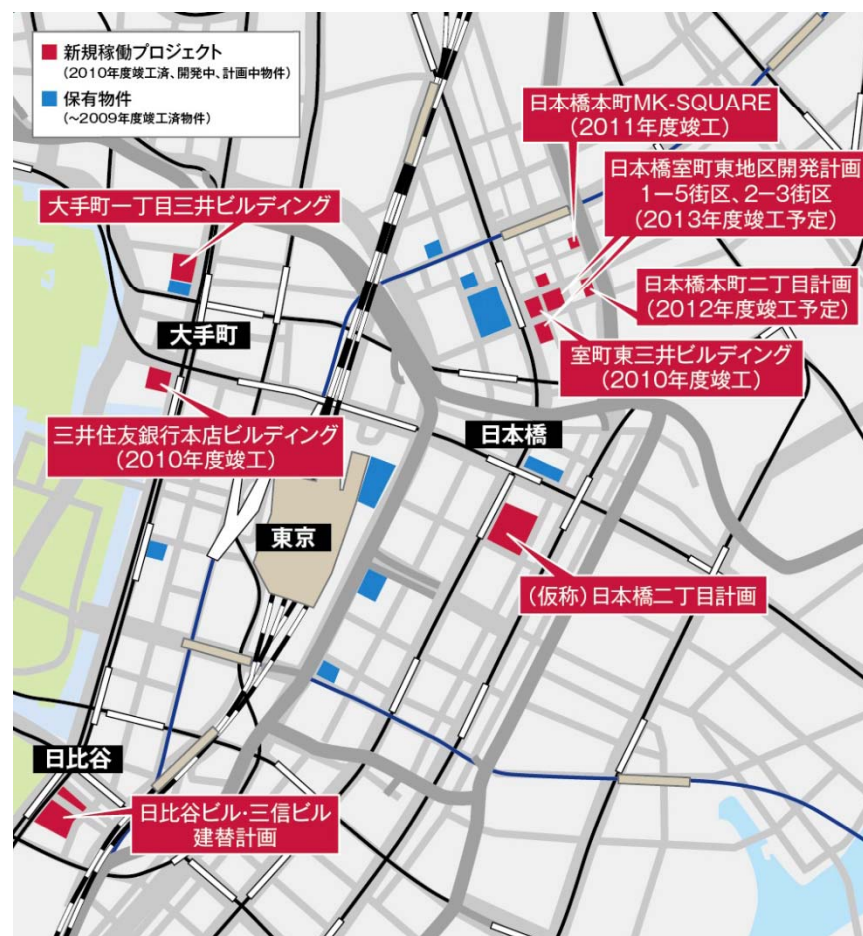 新規稼働プロジェクト
(2010年度竣工済、開発中、計画中物件)
保有物件
(~2009年度竣工済物件)
日本橋本町MK-SQUARE
(2011年度竣工)
日本橋室町東地区開発計画
1-5街区、2-3街区
(2013年度竣工予定)
大手町一丁目三井ビルディング
日本橋本町二丁目計画
(2012年度竣工予定)
大手町
室町東三井ビルディング
(2010年度竣工)
三井住友銀行本店ビルディング
(2010年度竣工)
日本橋
東京
(仮称)日本橋二丁目計画
日比谷
日比谷ビル・三信ビル
建替計画